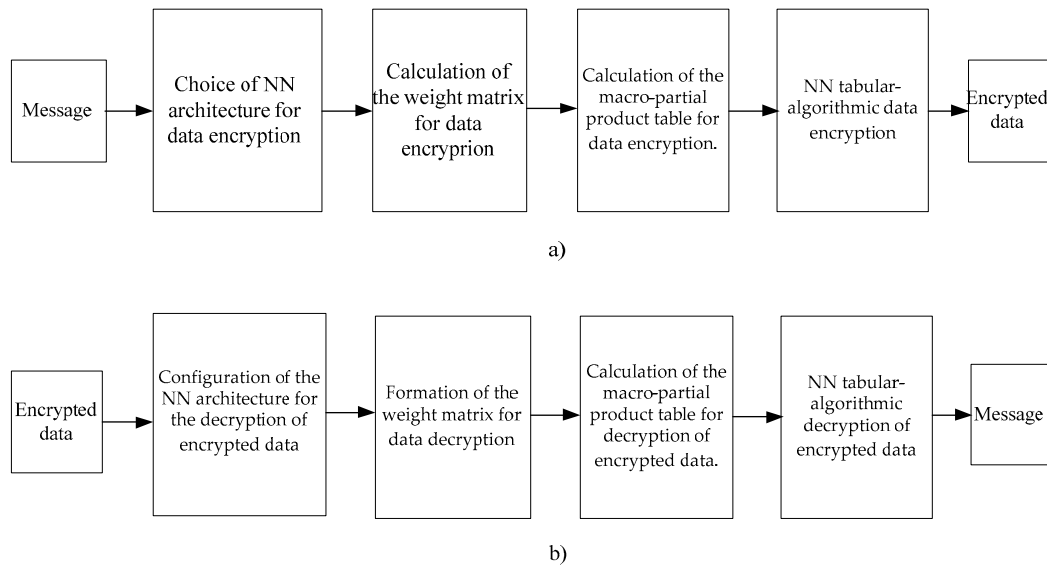 Message
Choice of NN
architecture for
data encryption
Calculation of
the weight matrix
for data
encryprion
Calculation of the
macro-partial
product table for
data encryption.
NN tabular-
algorithmic data
encryption
Encrypted
data
a)
Encrypted
data
Configuration of the
NN architecture for
the decryption of
encrypted data
Formation of the
weight matrix for
data decryption
Calculation of the
macro-partial
product table for
decryption of
encrypted data.
NN tabular-
algorithmic
decryption of
encrypted data
Message
b)